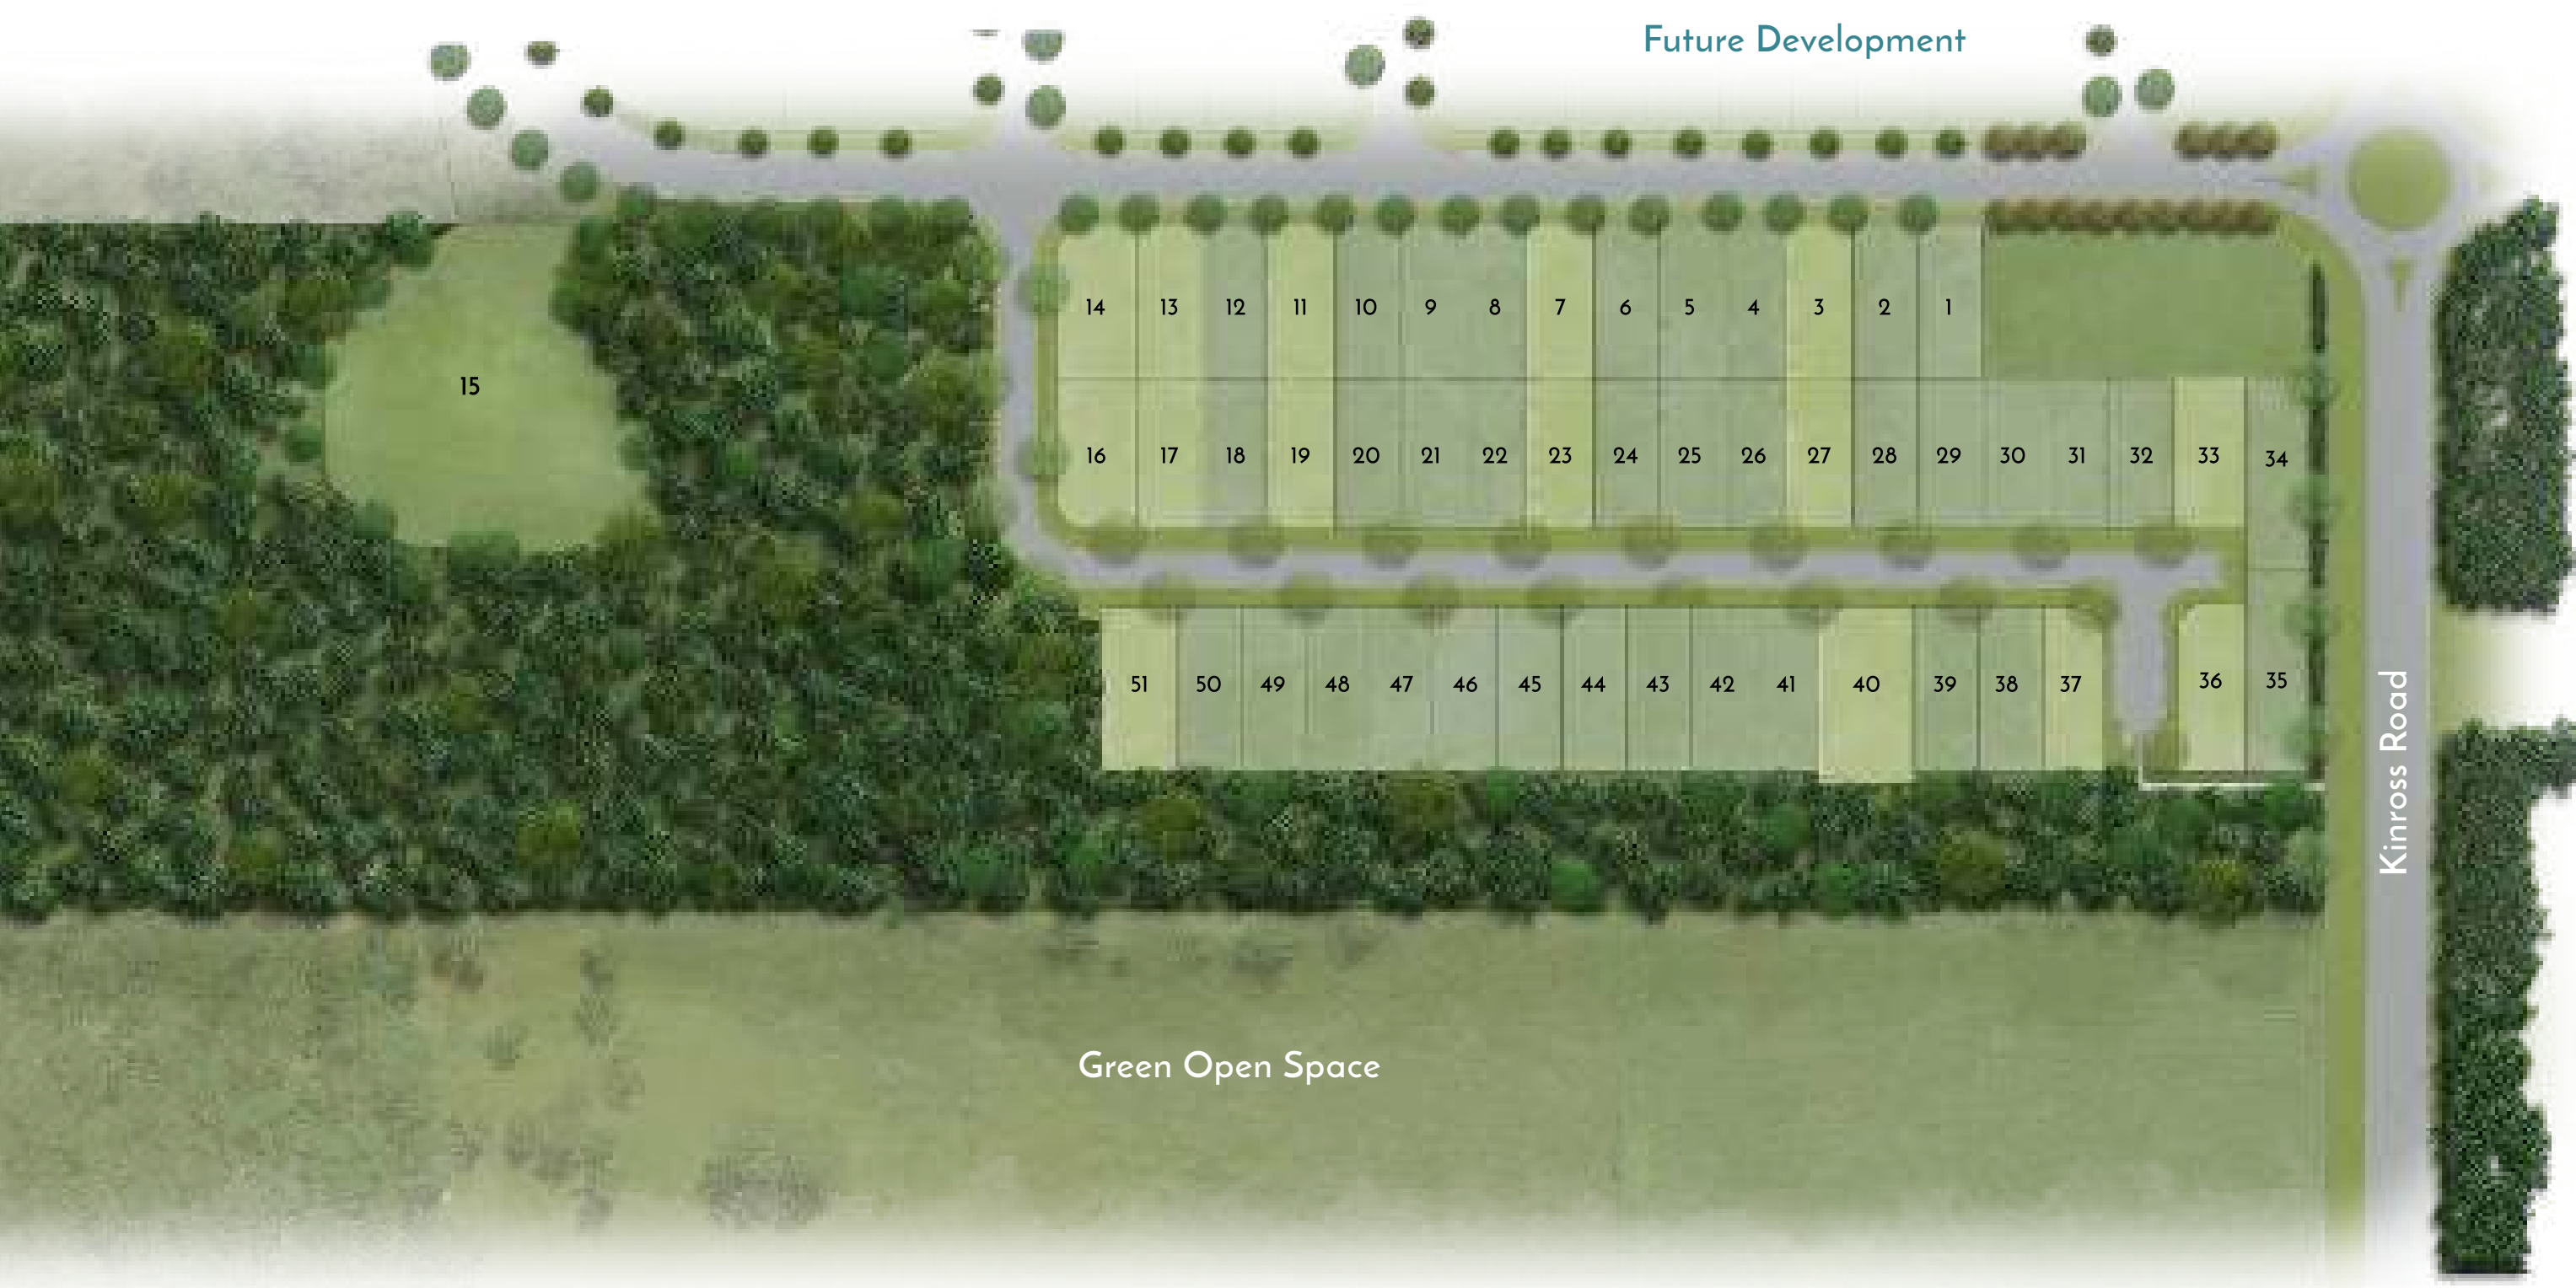 Future Development
14 13 12 11 10 9 8 7 6 5 4 3 2 1
15
16 17 18 19 20 21 22 23 24 25 26 27 28 29 30 31 32 33 34
51 50 49 48 47 46 45 44 43 42 41 40 39 38 37 36 35
Kinross Road
Green Open Space